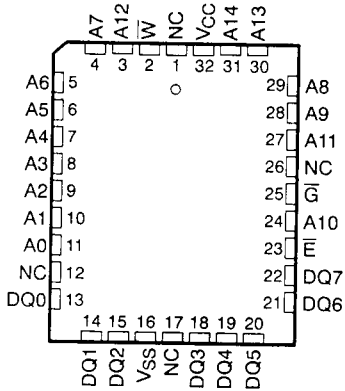 A7 A12 W̅ NC VCC A14 A13
4 3 2 1 32 31 30
A6 5
A5 6
A4 7
A3 8
A2 9
A1 10
A0 11
NC 12
DQ0 13
29 A8
28 A9
27 A11
26 NC
25 G̅
24 A10
23 E̅
22 DQ7
21 DQ6
14 15 16 17 18 19 20
DQ1 DQ2 VSS NC DQ3 DQ4 DQ5